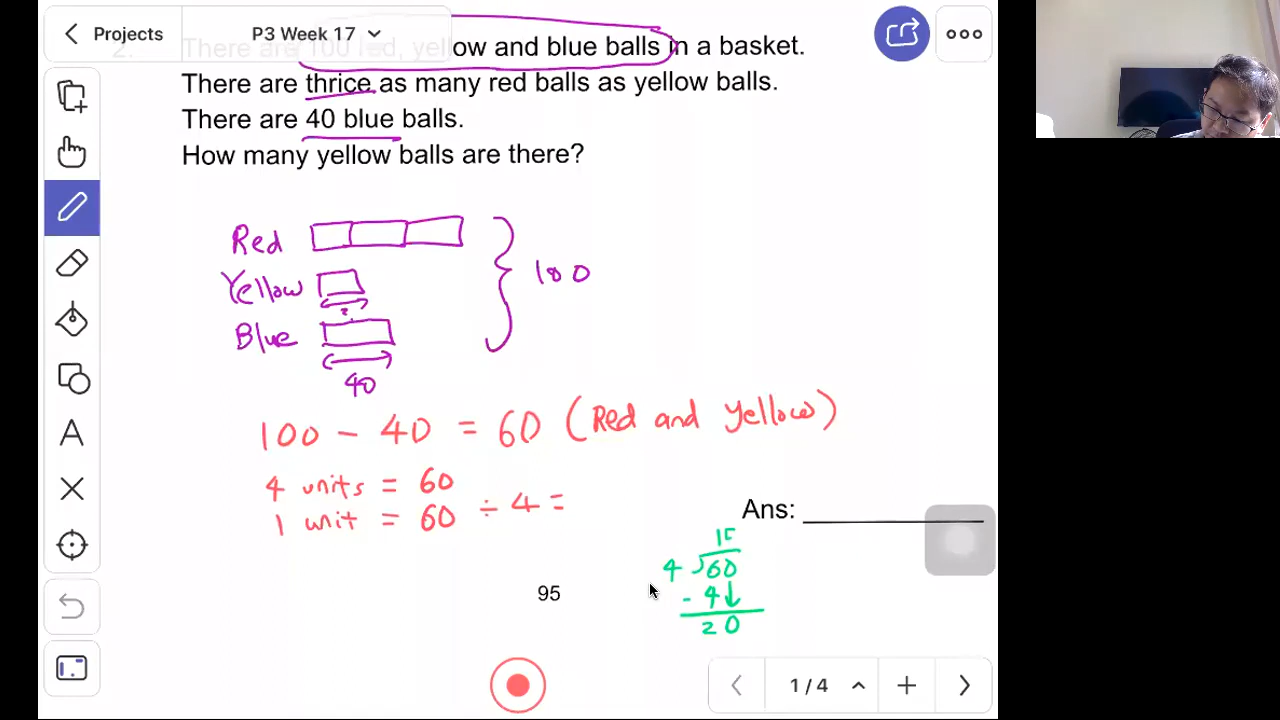 Projects
P3 Week 17
2. There are 100 red, yellow and blue balls in a basket.
There are thrice as many red balls as yellow balls.
There are 40 blue balls.
How many yellow balls are there?
Red
Yellow
?
Blue
40
100
100 - 40 = 60 (Red and yellow)
4 units = 60
1 unit = 60 ÷ 4 =
Ans:
15
4 60
- 4↓
20
95
1 / 4
A